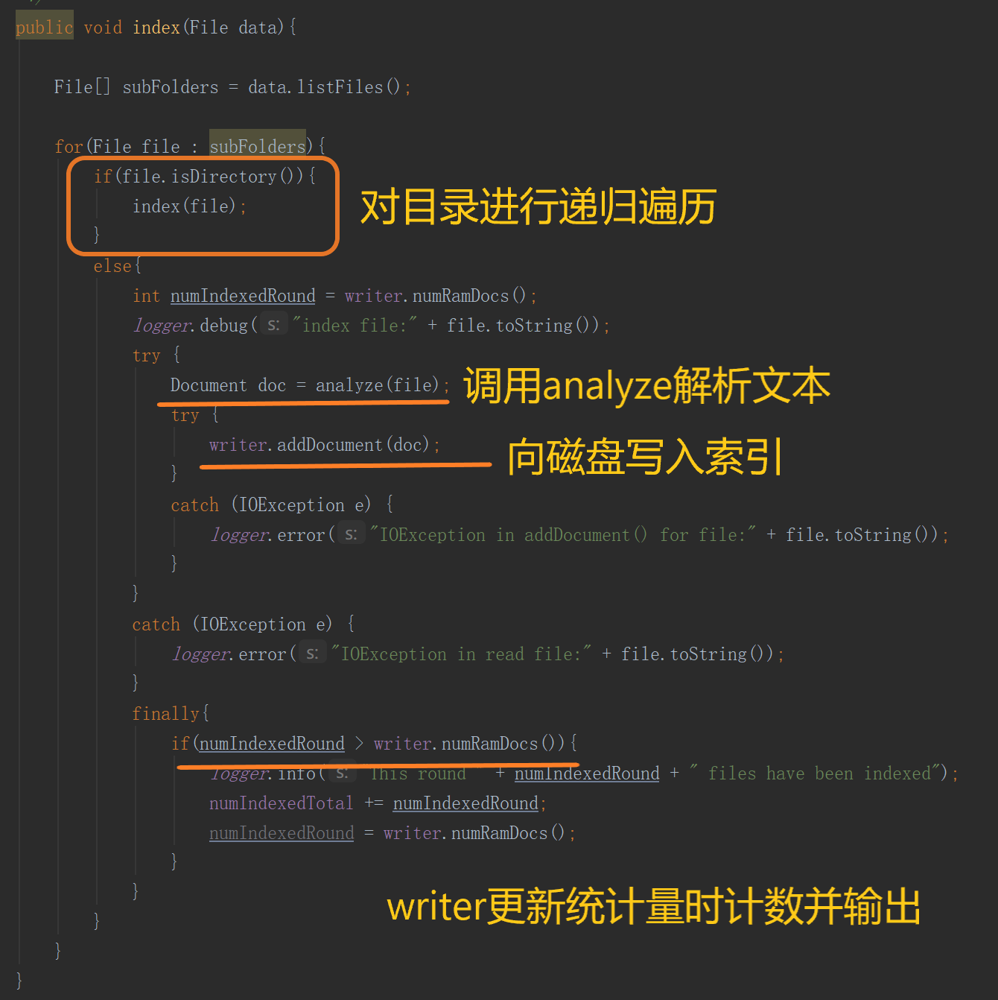 */
public void index(File data){
File[] subFolders = data.listFiles();
for(File file : subFolders){
if(file.isDirectory()){
index(file);
}
对目录进行递归遍历
else{
int numIndexedRound = writer.numRamDocs();
logger.debug( s: "index file:" + file.toString());
try {
Document doc = analyze(file);
调用analyze解析文本
try {
writer.addDocument(doc);
向磁盘写入索引
}
catch (IOException e) {
logger.error( s: "IOException in addDocument() for file:" + file.toString());
}
}
catch (IOException e) {
logger.error( s: "IOException in read file:" + file.toString());
}
finally{
if(numIndexedRound > writer.numRamDocs()){
logger.info( s: "This round " + numIndexedRound + " files have been indexed");
numIndexedTotal += numIndexedRound;
numIndexedRound = writer.numRamDocs();
}
}
writer更新统计量时计数并输出
}
}
}